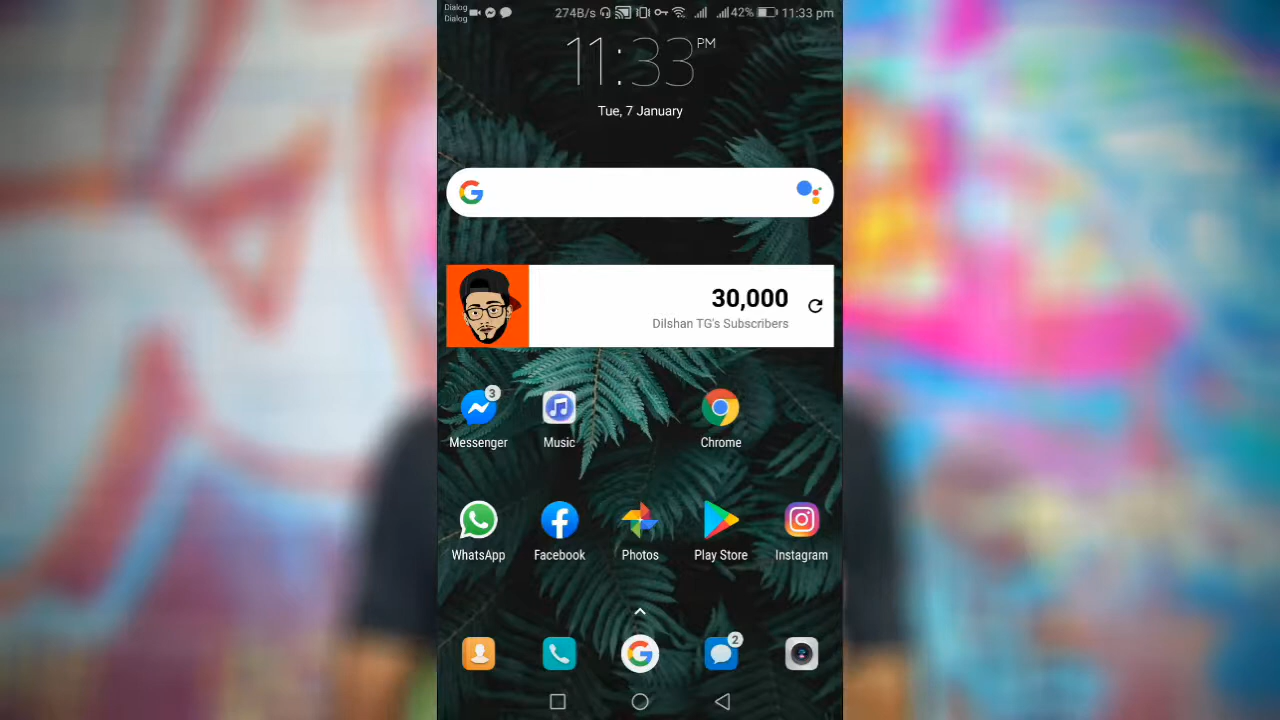 Dialog
Dialog
274B/s
42%
11:33 pm
11:33 PM
Tue, 7 January
30,000
Dilshan TG's Subscribers
3
Messenger
Music
Chrome
WhatsApp
Facebook
Photos
Play Store
Instagram
2